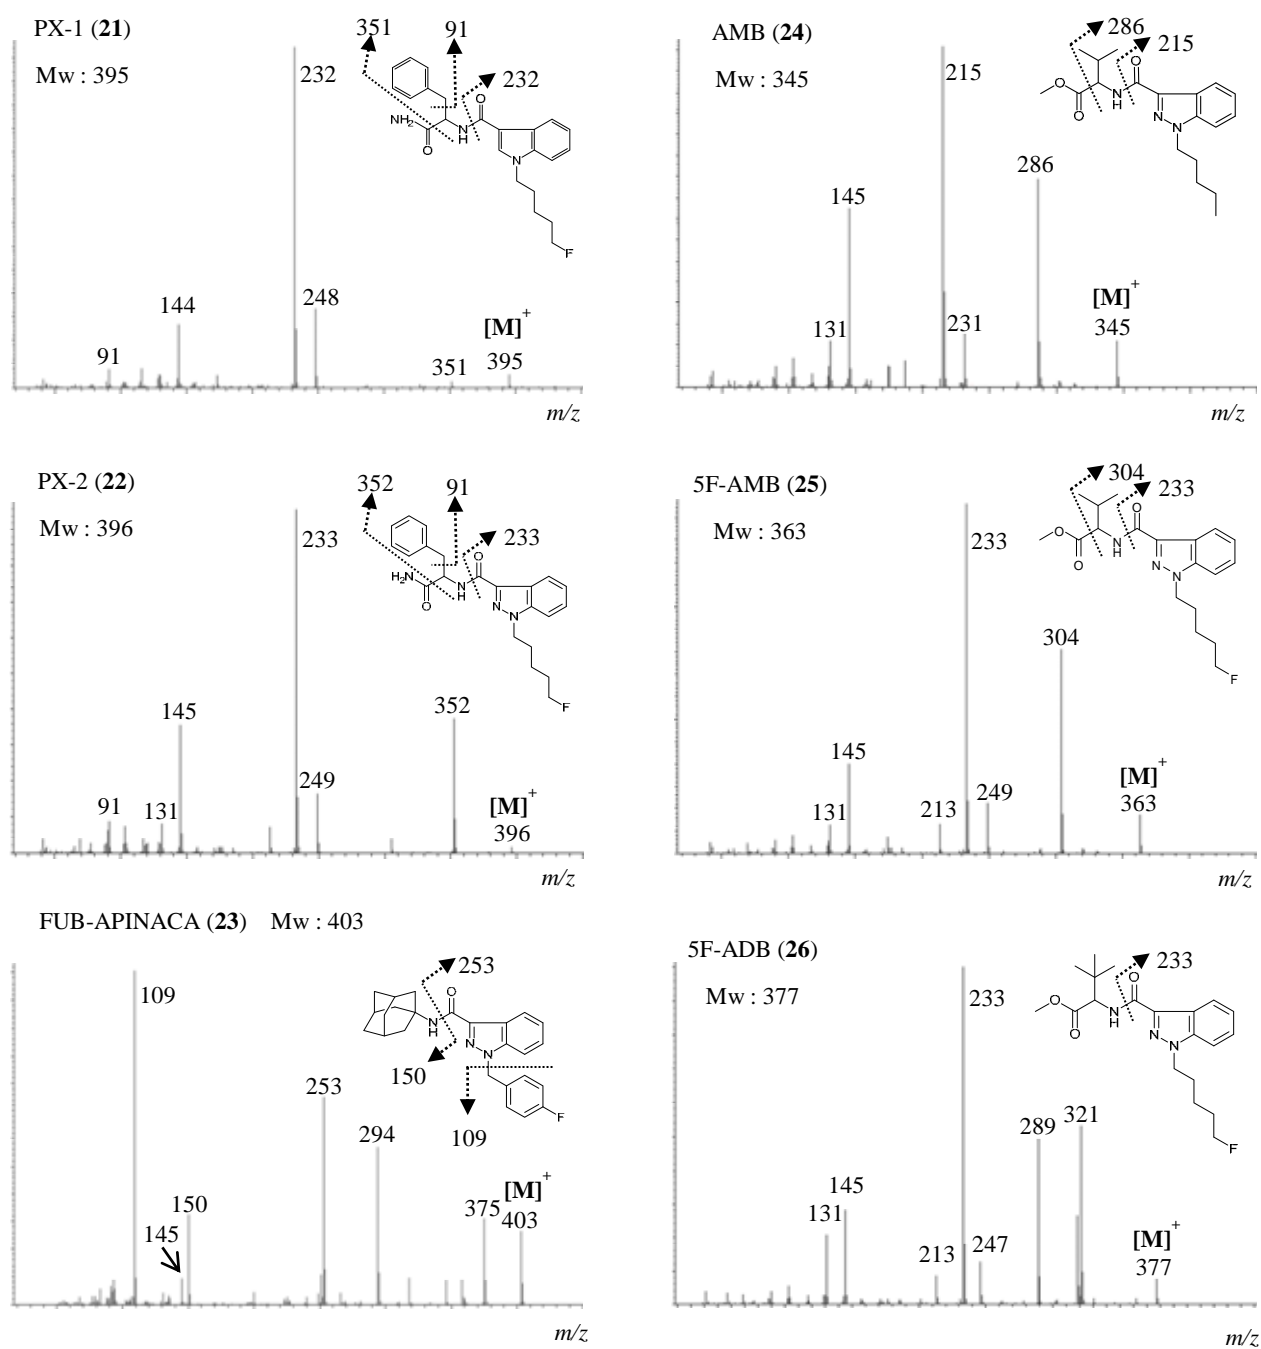 PX-1 (21)
Mw : 395
351
91
232
NH2
O
N
H
O
N
F
232
248
144
91
351
[M]+
395
m/z
AMB (24)
Mw : 345
286
215
O
O
N
H
O
N
N
215
286
145
131
231
[M]+
345
m/z
PX-2 (22)
Mw : 396
352
91
233
H2N
O
N
H
O
N
N
F
233
352
145
249
91
131
[M]+
396
m/z
5F-AMB (25)
Mw : 363
304
233
O
O
N
H
O
N
N
F
233
304
145
131
213
249
[M]+
363
m/z
FUB-APINACA (23) Mw : 403
253
150
109
N
H
O
N
N
F
109
253
294
150
145
375
[M]+
403
m/z
5F-ADB (26)
Mw : 377
233
O
O
N
H
O
N
N
F
233
289
321
145
131
213
247
[M]+
377
m/z